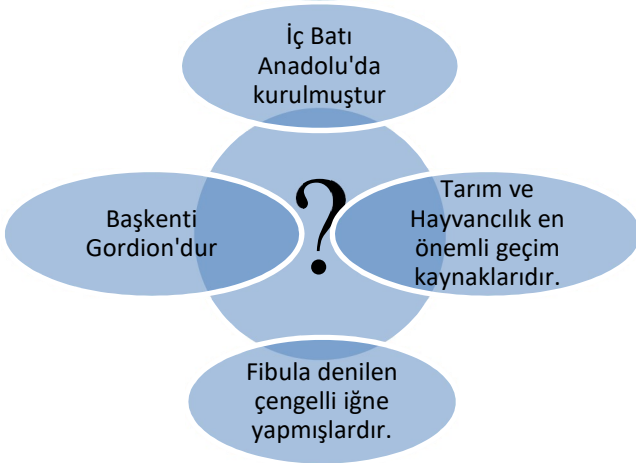 İç Batı
Anadolu'da
kurulmuştur
?
Başkenti
Gordion'dur
Tarım ve
Hayvancılık en
önemli geçim
kaynaklarıdır.
Fibula denilen
çengelli iğne
yapmışlardır.